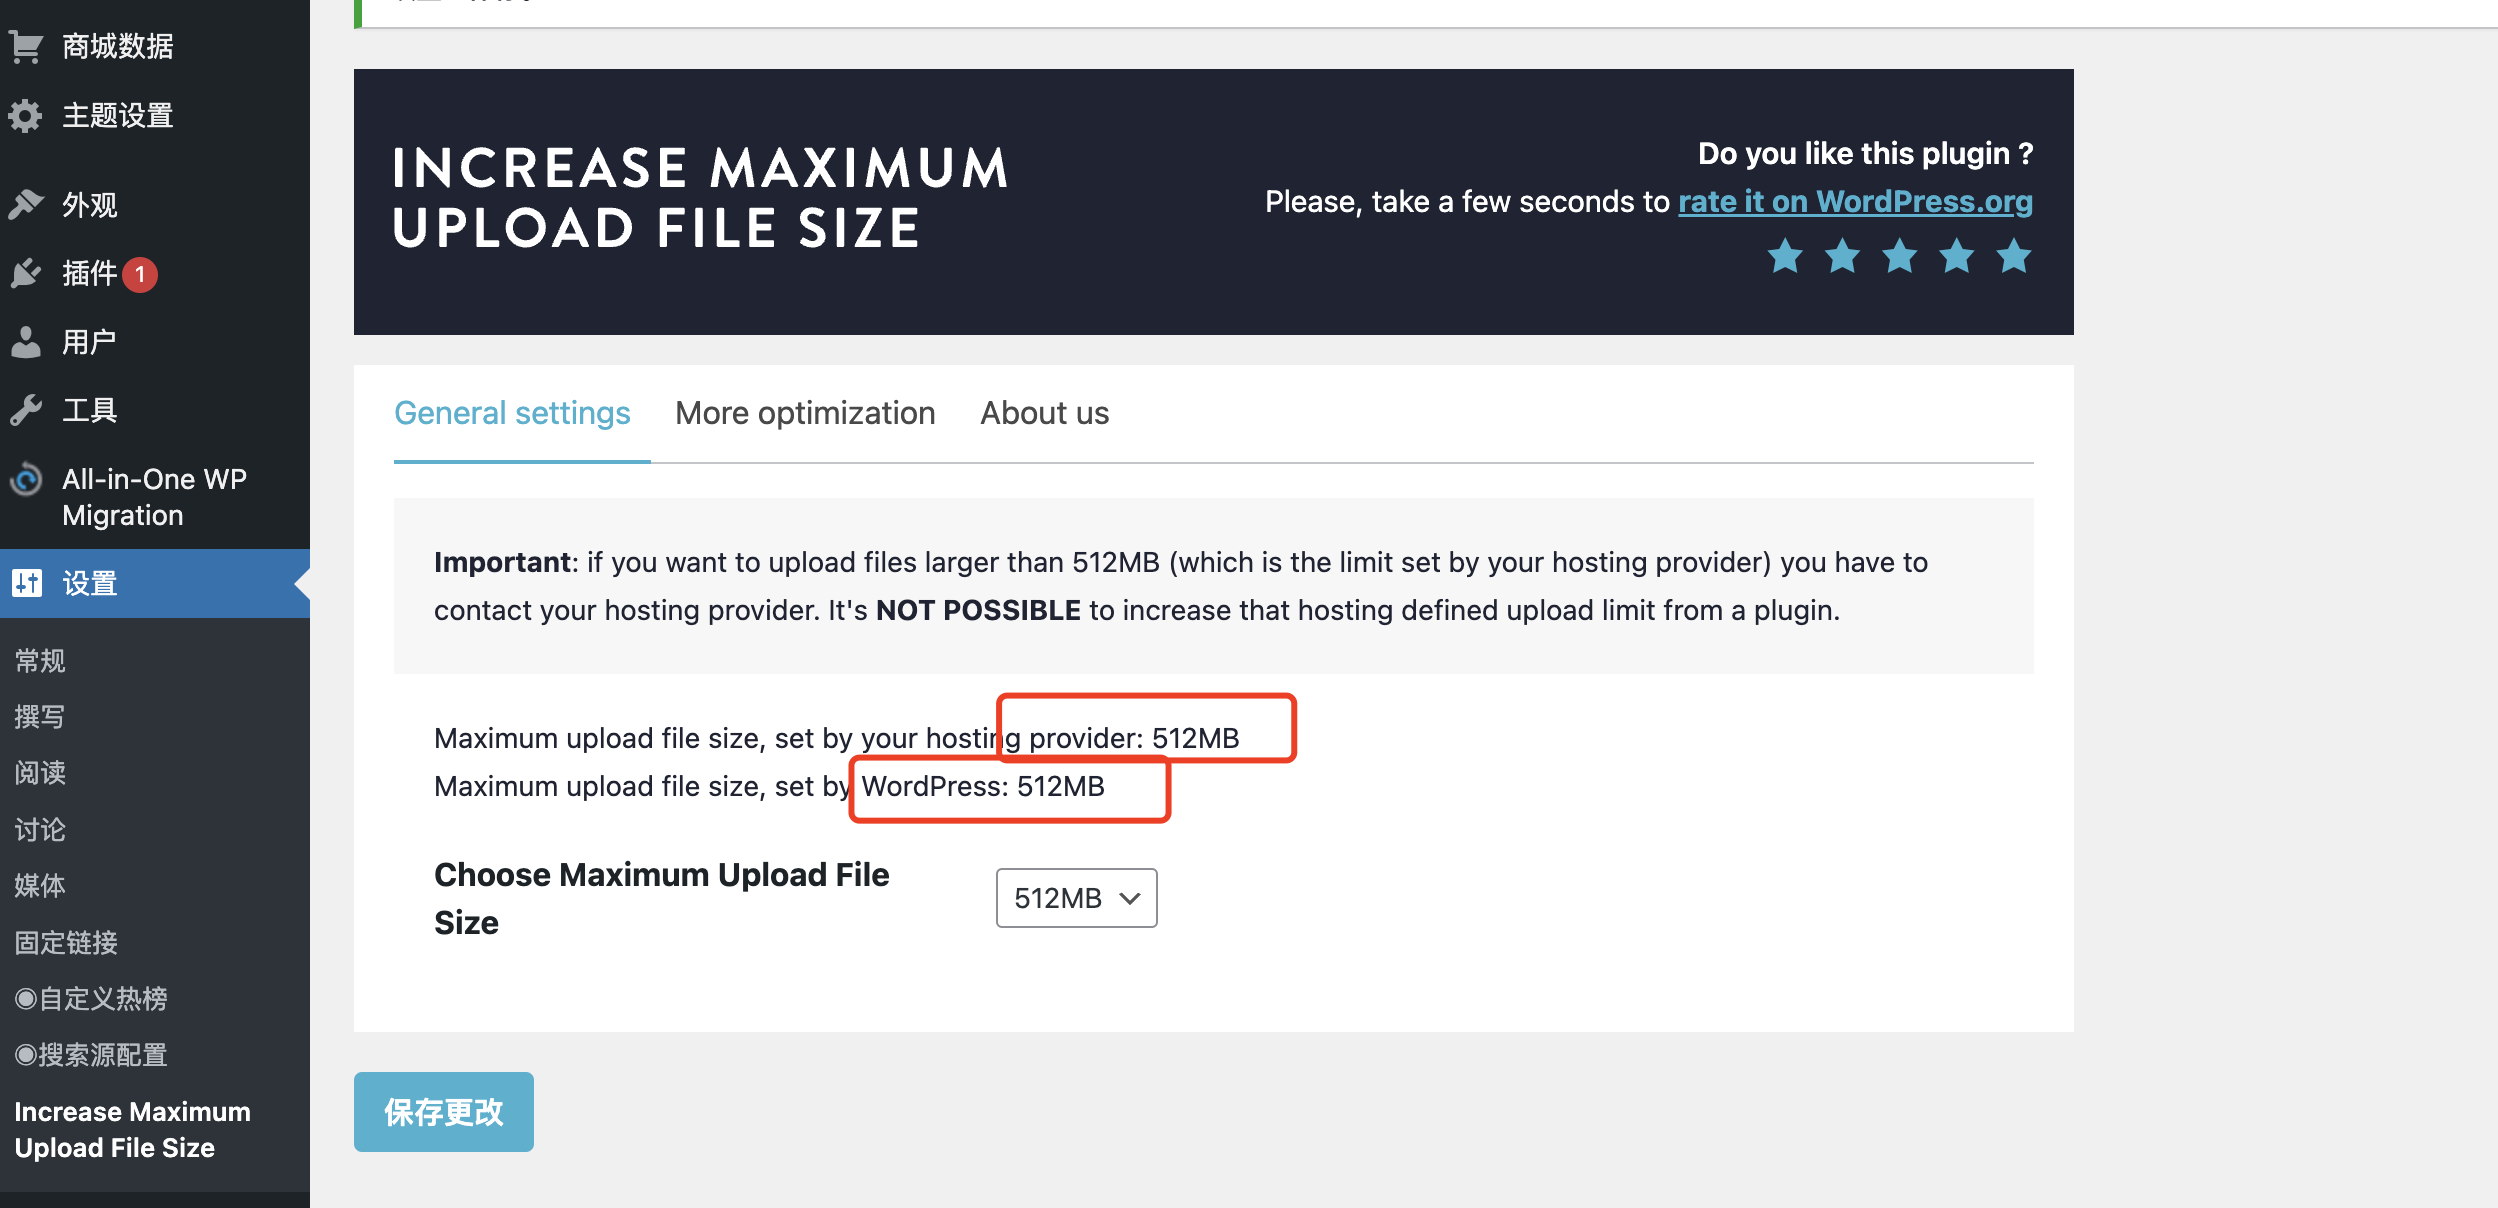 商城数据
主题设置
外观
插件 1
用户
工具
All-in-One WP
Migration
设置
常规
撰写
阅读
讨论
媒体
固定链接
◉自定义热榜
◉搜索源配置
Increase Maximum
Upload File Size
INCREASE MAXIMUM
UPLOAD FILE SIZE
Do you like this plugin ?
Please, take a few seconds to rate it on WordPress.org
General settings More optimization About us
Important: if you want to upload files larger than 512MB (which is the limit set by your hosting provider) you have to
contact your hosting provider. It's NOT POSSIBLE to increase that hosting defined upload limit from a plugin.
Maximum upload file size, set by your hosting provider: 512MB
Maximum upload file size, set by WordPress: 512MB
Choose Maximum Upload File
Size
512MB
保存更改